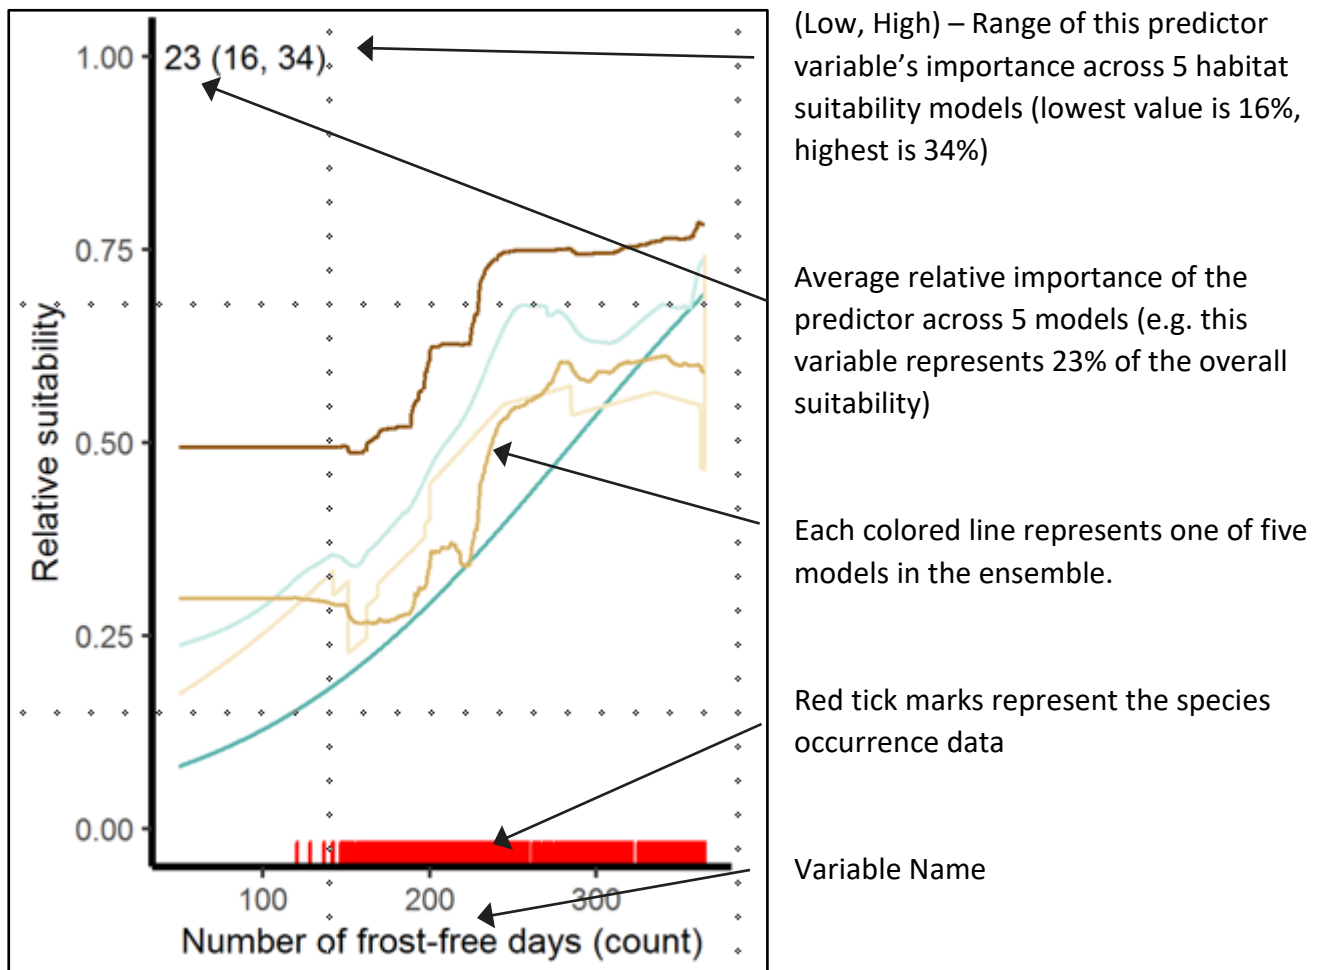 (Low, High) – Range of this predictor
variable's importance across 5 habitat
suitability models (lowest value is 16%,
highest is 34%)
Average relative importance of the
predictor across 5 models (e.g. this
variable represents 23% of the overall
suitability)
Each colored line represents one of five
models in the ensemble.
Red tick marks represent the species
occurrence data
Variable Name
23 (16, 34)
Relative suitability
1.00
0.75
0.50
0.25
0.00
100 200 300
Number of frost-free days (count)